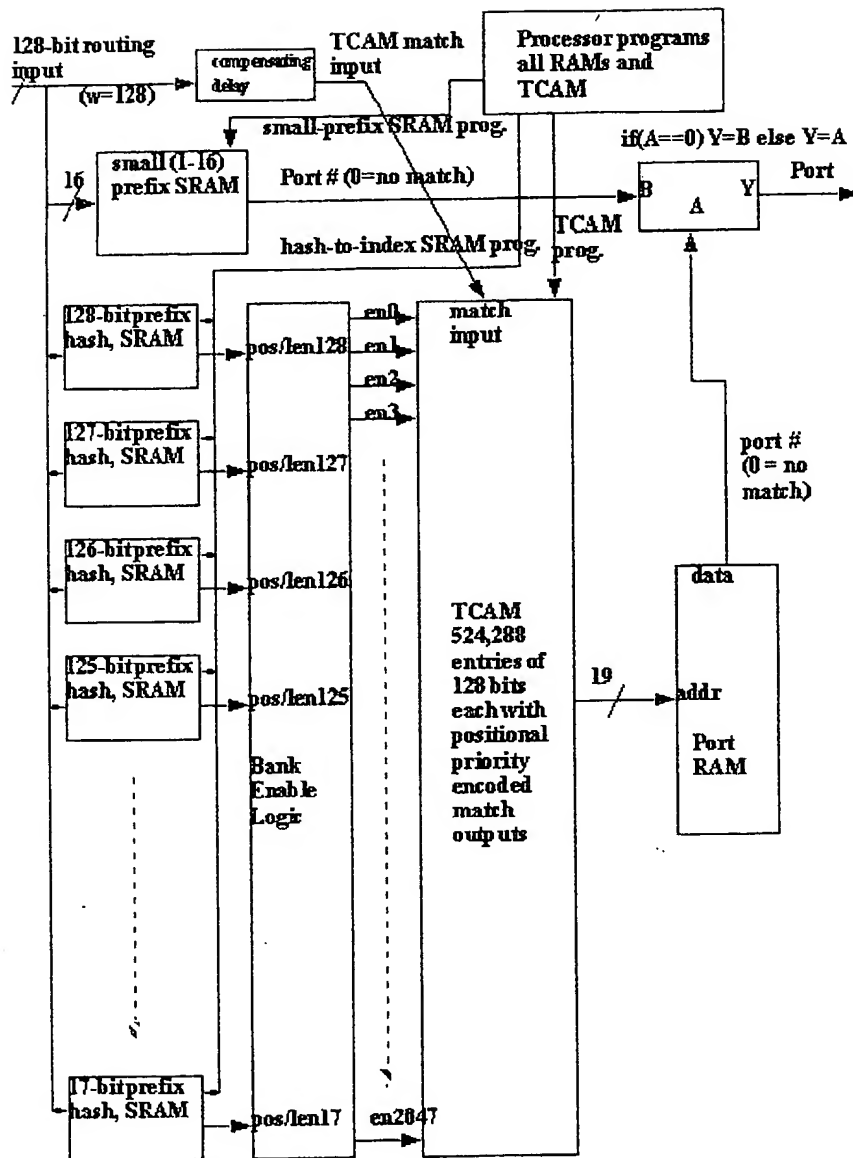 128-bit routing
input
(w=128)
compensating
delay
TCAM match
input
Processor programs
all RAMs and
TCAM
small-prefix SRAM prog.
if(A==0) Y=B else Y=A
16
small (1-16)
prefix SRAM
Port # (0=no match)
B
Y
A
A
Port
hash-to-index SRAM prog.
TCAM
prog.
128-bitprefix
hash, SRAM
pos/len128
en0
en1
en2
en3
match
input
127-bitprefix
hash, SRAM
pos/len127
port #
(0 = no
match)
126-bitprefix
hash, SRAM
pos/len126
125-bitprefix
hash, SRAM
pos/len125
Bank
Enable
Logic
TCAM
524,288
entries of
128 bits
each with
positional
priority
encoded
match
outputs
19
data
addr
Port
RAM
17-bitprefix
hash, SRAM
pos/len17
en2047